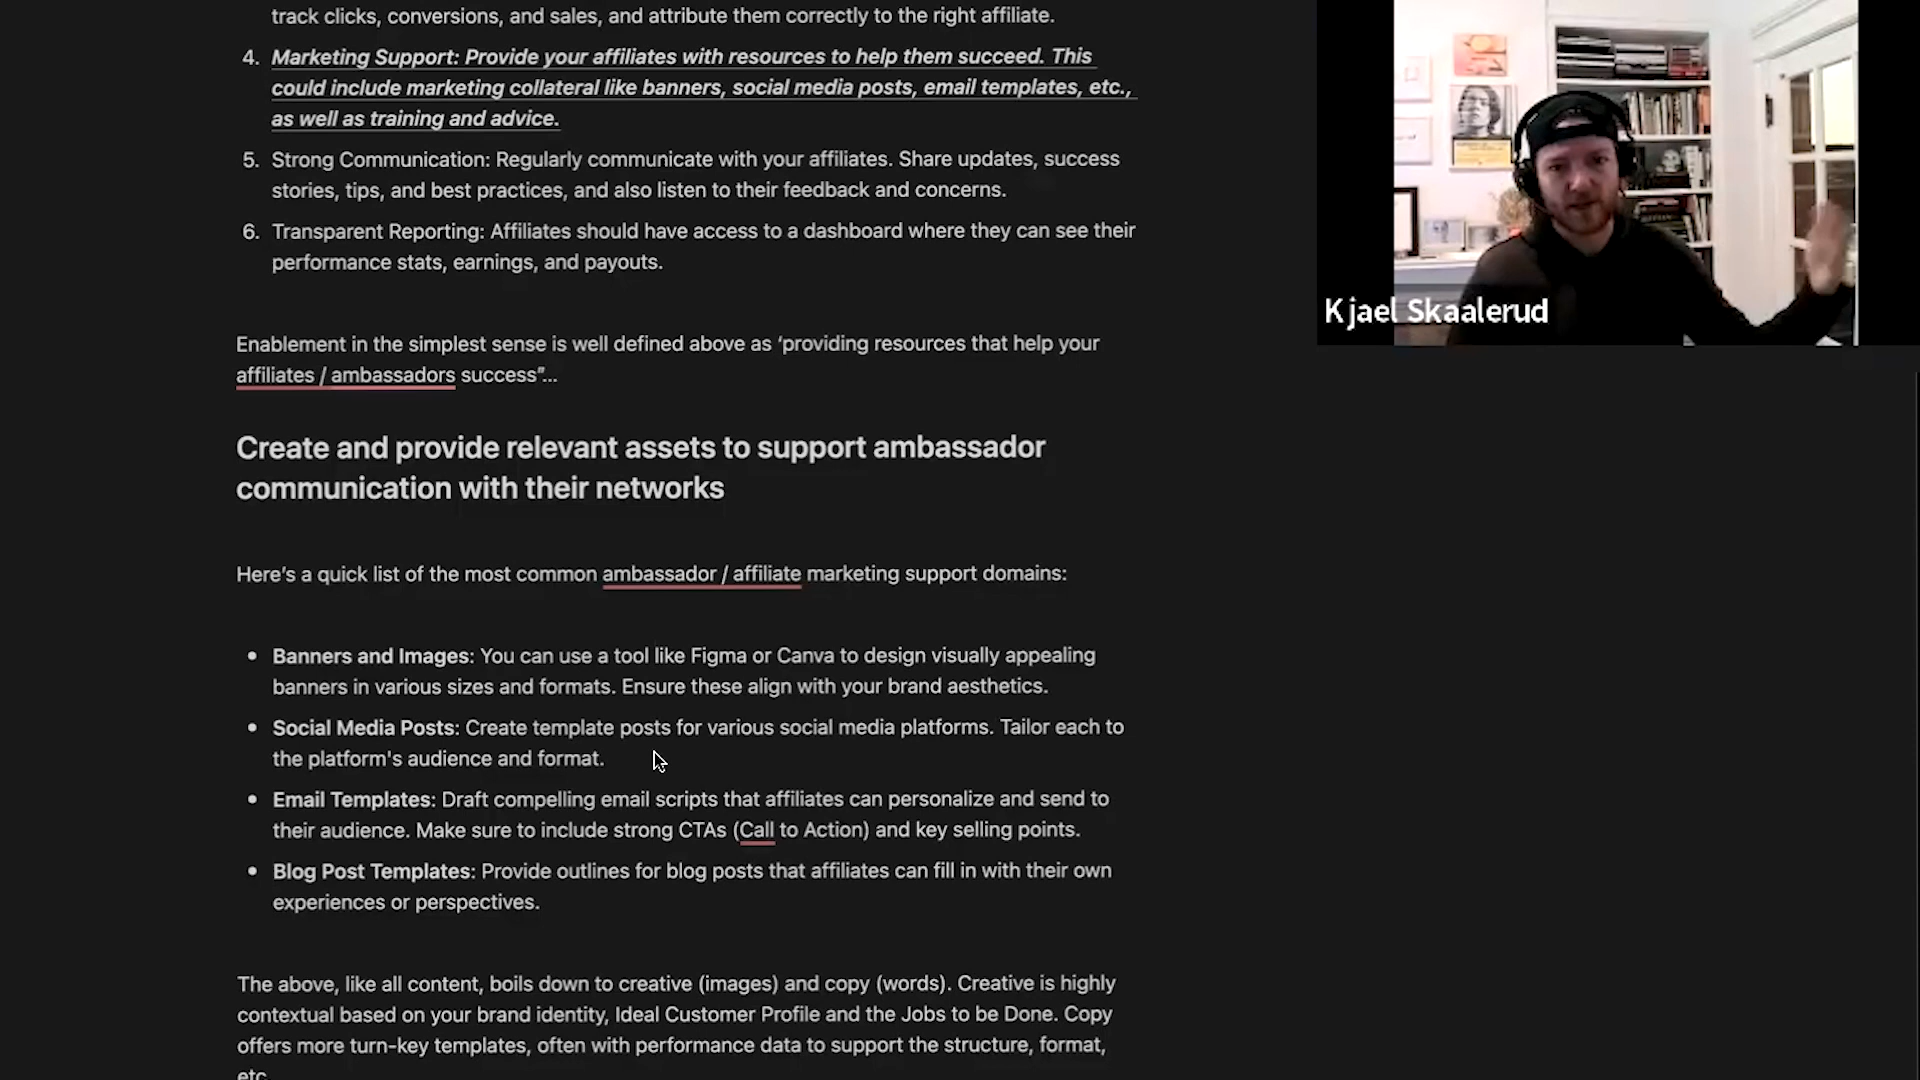 track clicks, conversions, and sales, and attribute them correctly to the right affiliate.
4. Marketing Support: Provide your affiliates with resources to help them succeed. This
could include marketing collateral like banners, social media posts, email templates, etc.,
as well as training and advice.
5. Strong Communication: Regularly communicate with your affiliates. Share updates, success
stories, tips, and best practices, and also listen to their feedback and concerns.
6. Transparent Reporting: Affiliates should have access to a dashboard where they can see their
performance stats, earnings, and payouts.
Kjael Skaalerud
Enablement in the simplest sense is well defined above as ‘providing resources that help your
affiliates / ambassadors success”...
Create and provide relevant assets to support ambassador
communication with their networks
Here’s a quick list of the most common ambassador / affiliate marketing support domains:
• Banners and Images: You can use a tool like Figma or Canva to design visually appealing
banners in various sizes and formats. Ensure these align with your brand aesthetics.
• Social Media Posts: Create template posts for various social media platforms. Tailor each to
the platform's audience and format.
• Email Templates: Draft compelling email scripts that affiliates can personalize and send to
their audience. Make sure to include strong CTAs (Call to Action) and key selling points.
• Blog Post Templates: Provide outlines for blog posts that affiliates can fill in with their own
experiences or perspectives.
The above, like all content, boils down to creative (images) and copy (words). Creative is highly
contextual based on your brand identity, Ideal Customer Profile and the Jobs to be Done. Copy
offers more turn-key templates, often with performance data to support the structure, format,
etc.